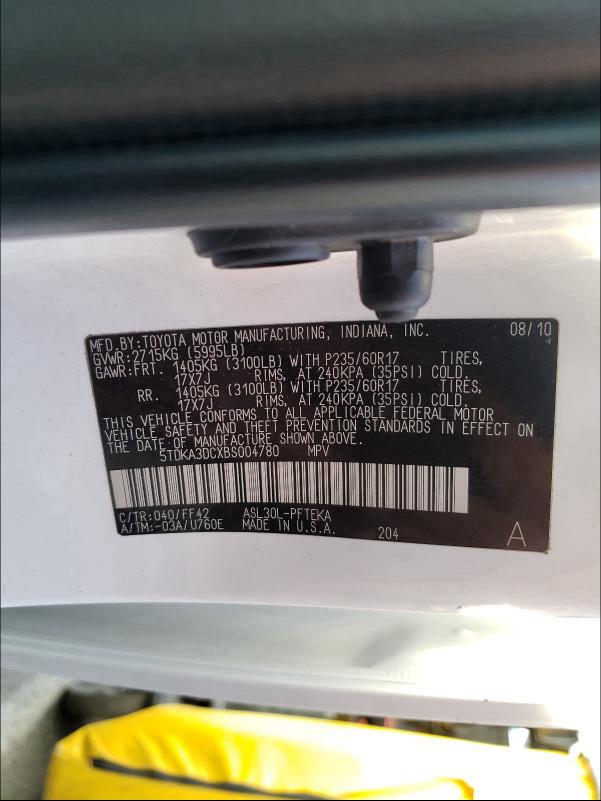 MFD.BY:TOYOTA MOTOR MANUFACTURING, INDIANA, INC. 08/10
GVWR:2715KG (5995LB)
GAWR:FRT. 1405KG (3100LB) WITH P235/60R17 TIRES,
17X7J RIMS, AT 240KPA (35PSI) COLD.
RR. 1405KG (3100LB) WITH P235/60R17 TIRES,
17X7J RIMS, AT 240KPA (35PSI) COLD.
THIS VEHICLE CONFORMS TO ALL APPLICABLE FEDERAL MOTOR
VEHICLE SAFETY AND THEFT PREVENTION STANDARDS IN EFFECT ON
THE DATE OF MANUFACTURE SHOWN ABOVE.
5TDKA3DCXBS004780 MPV
C/TR:040/FF42 ASL30L-PFTEKA
A/TM:-03A/U760E MADE IN U.S.A. 204 A